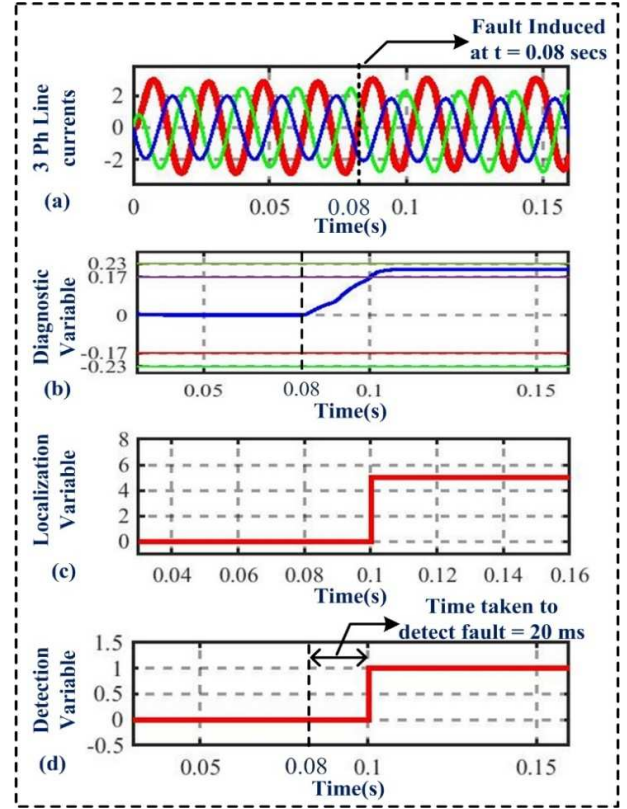 Fault Induced
at t = 0.08 secs
3 Ph Line
currents
2
0
-2
(a)
0
0.05
0.08
0.1
0.15
Time(s)
Diagnostic
Variable
0.23
0.17
0
-0.17
-0.23
(b)
0.05
0.08
0.1
0.15
Time(s)
Localization
Variable
8
6
4
2
0
(c)
0.04
0.06
0.08
0.1
0.12
0.14
0.16
Time(s)
Time taken to
detect fault = 20 ms
Detection
Variable
1.5
1
0.5
0
-0.5
(d)
0.05
0.08
0.1
0.15
Time(s)